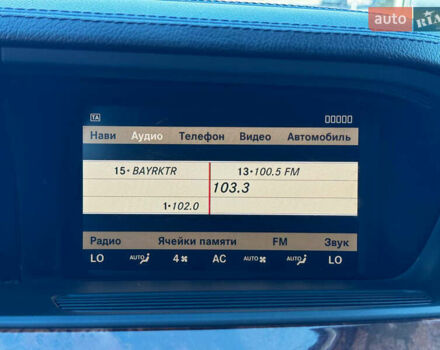 auto RIA
TA
Нави Аудио Телефон Видео Автомобиль
15• BAYRKTR 13• 100.5 FM
103.3
1• 102.0
Радио Ячейки памяти FM Звук
LO AUTO 4 AC AUTO AUTO LO